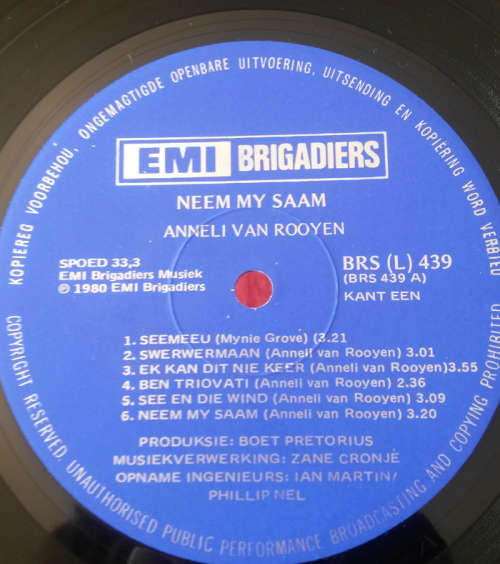 KOPIEREG VOORBEHOU, ONGEMAGTIGDE OPENBARE UITVOERING, UITSENDING EN KOPIËRING WORD VERBIED
EMI BRIGADIERS
NEEM MY SAAM
ANNELI VAN ROOYEN
SPOED 33,3
EMI Brigadiers Musiek
℗ 1980 EMI Brigadiers
BRS (L) 439
(BRS 439 A)
KANT EEN
1. SEEMEEU (Mynie Grove) (3.21
2. SWERWERMAAN (Anneli van Rooyen) 3.01
3. EK KAN DIT NIE KEER (Anneli van Rooyen)3.55
4. BEN TRIOVATI (Anneli van Rooyen) 2.36
5. SEE EN DIE WIND (Anneli van Rooyen) 3.09
6. NEEM MY SAAM (Anneli van Rooyen) 3.20
PRODUKSIE: BOET PRETORIUS
MUSIEKVERWERKING: ZANE CRONJÈ
OPNAME INGENIEURS: IAN MARTIN/
PHILLIP NEL
COPYRIGHT RESERVED. UNAUTHORISED PUBLIC PERFORMANCE BROADCASTING AND COPYING PROHIBITED